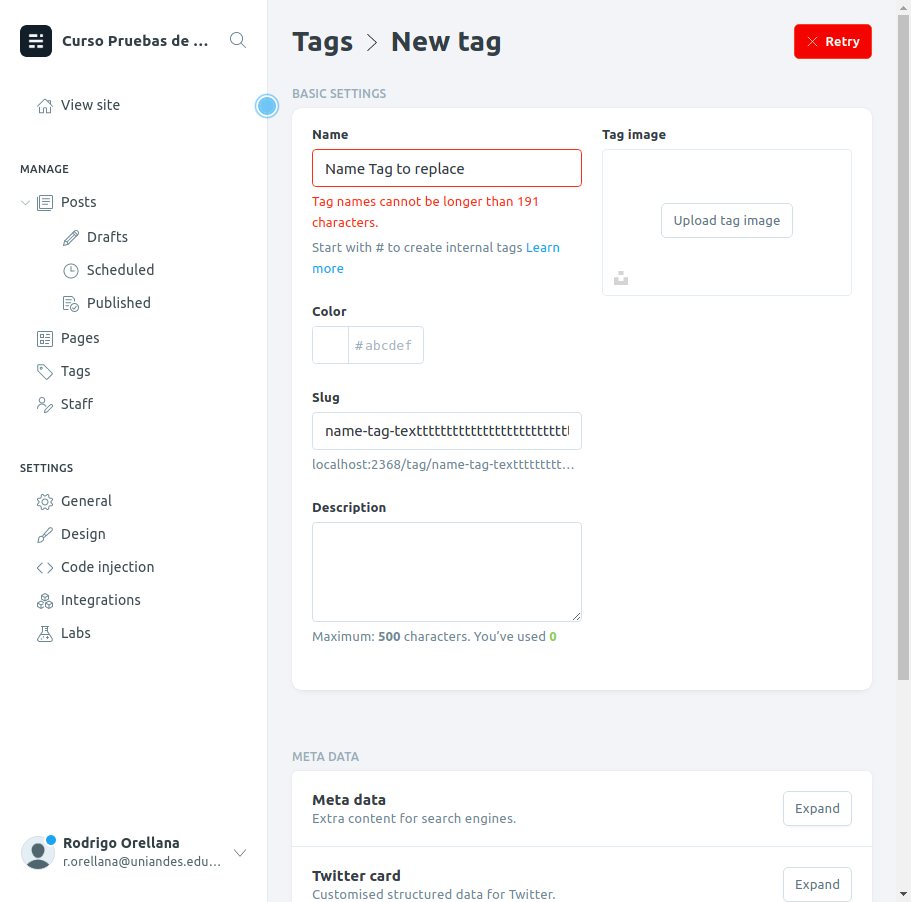 Curso Pruebas de ...
View site
MANAGE
Posts
Drafts
Scheduled
Published
Pages
Tags
Staff
SETTINGS
General
Design
Code injection
Integrations
Labs
Rodrigo Orellana
r.orellana@uniandes.edu...
Tags > New tag
Retry
BASIC SETTINGS
Name
Name Tag to replace
Tag names cannot be longer than 191
characters.
Start with # to create internal tags Learn
more
Color
#abcdef
Slug
name-tag-texttttttttttttttttttttttttttt
localhost:2368/tag/name-tag-texttttttttt...
Description
Maximum: 500 characters. You've used 0
Tag image
Upload tag image
META DATA
Meta data
Extra content for search engines.
Expand
Twitter card
Customised structured data for Twitter.
Expand